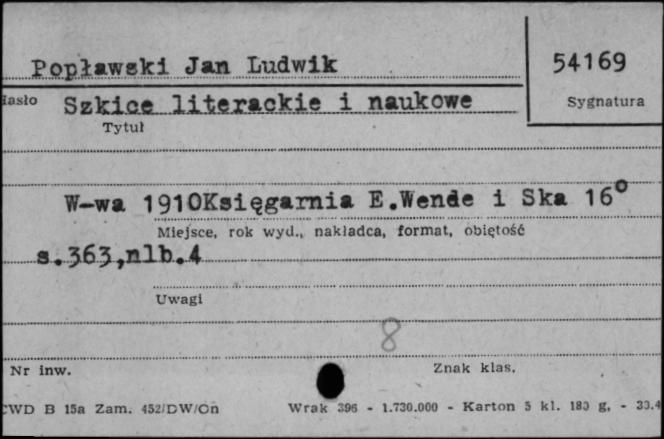 Popławski Jan Ludwik
54169
Hasło Szkice literackie i naukowe
Sygnatura
Tytuł
W-wa 1910Księgarnia E.Wende i Ska 16°
Miejsce, rok wyd., nakładca, format, objętość
s.363,nlb.4
Uwagi
8
Nr inw.
Znak klas.
CWD B 15a Zam. 452/DW/On Wrak 396 - 1.730.000 - Karton 5 kl. 180 g, - 33.4